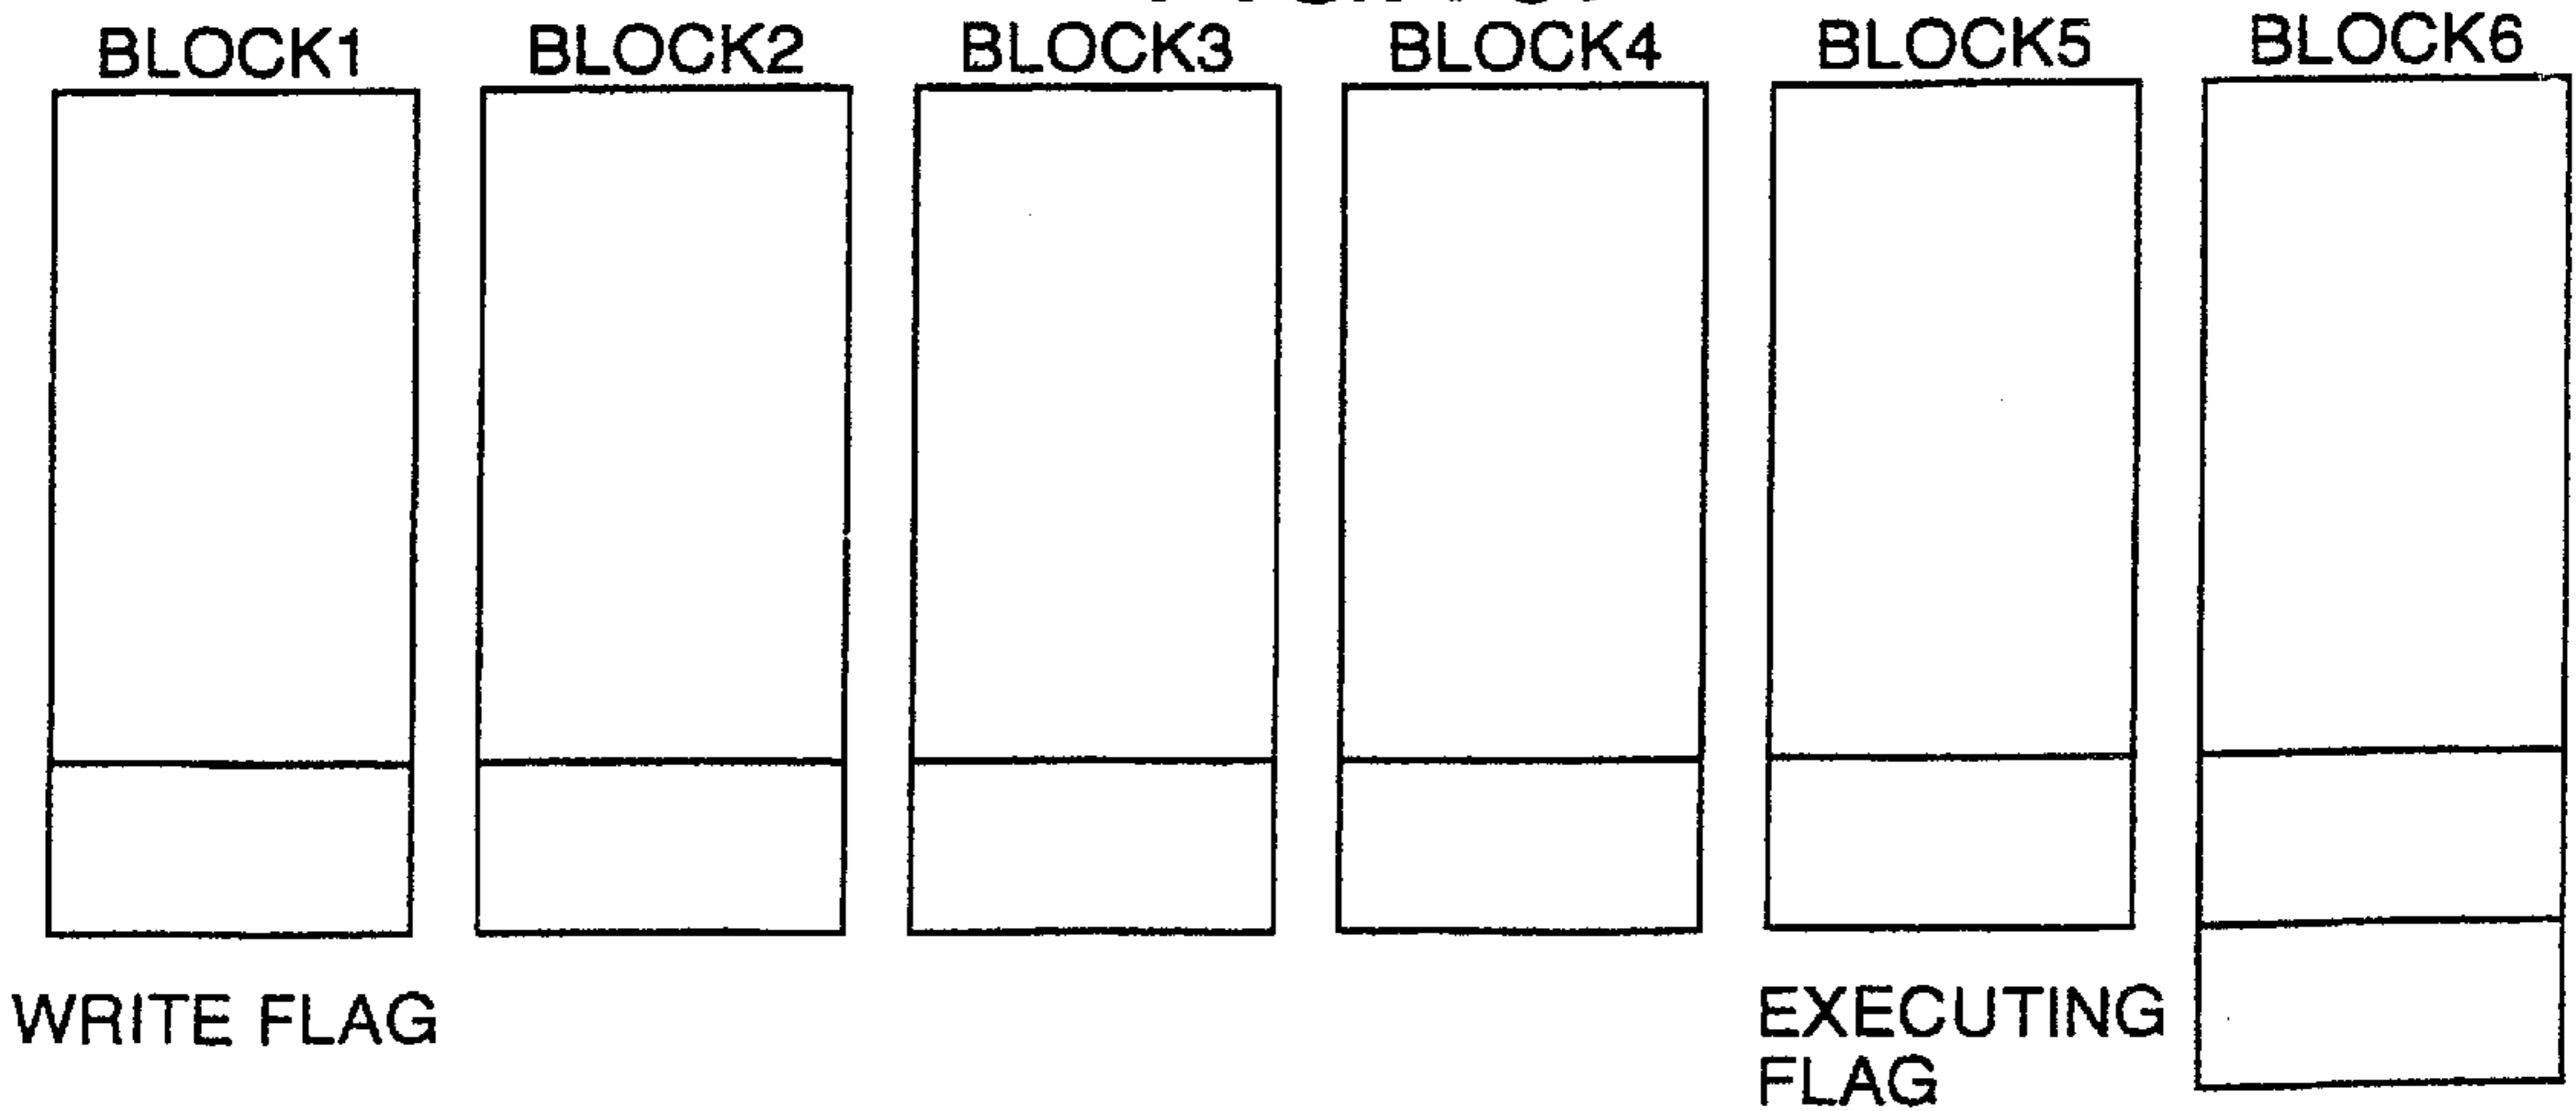 BLOCK1 BLOCK2 BLOCK3 BLOCK4 BLOCK5 BLOCK6
WRITE FLAG
EXECUTING
FLAG